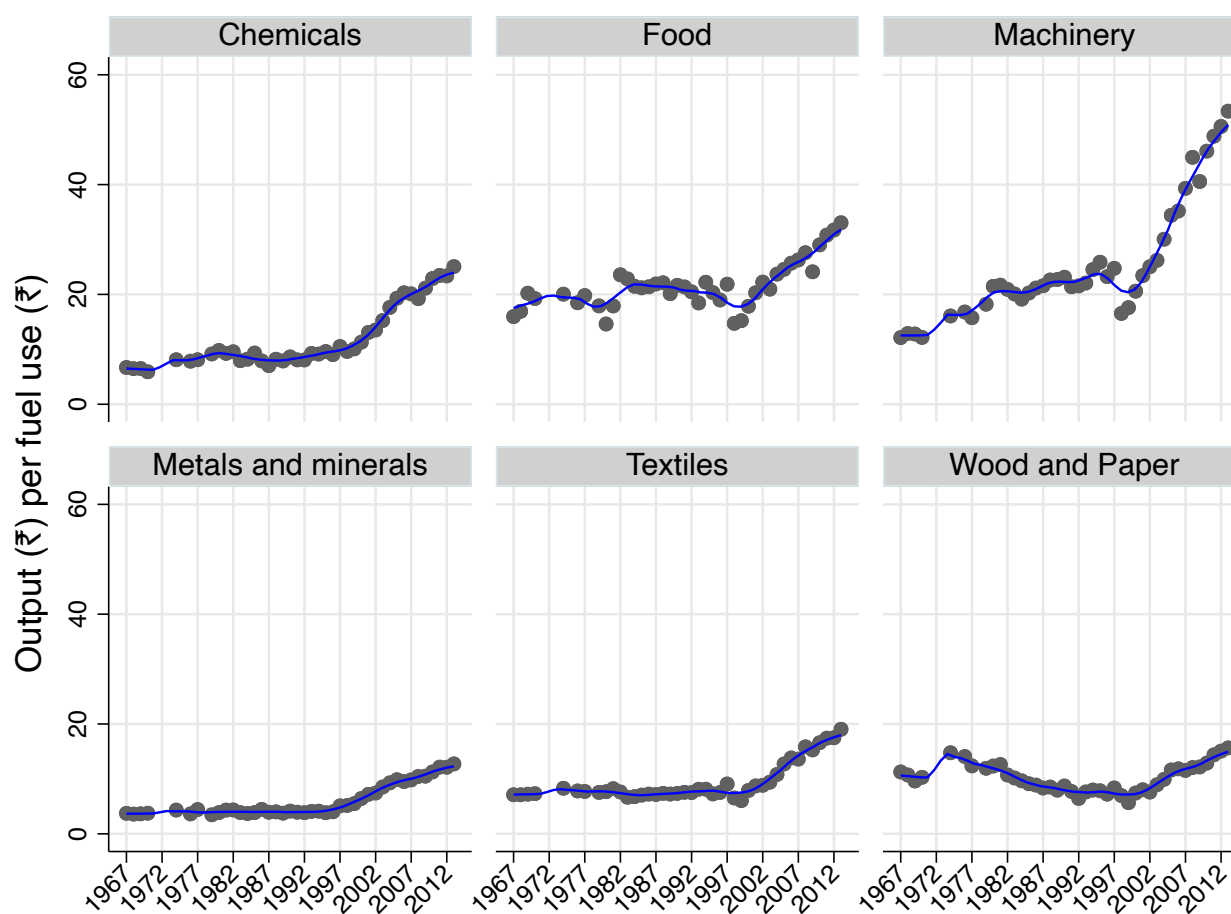 Output (₹) per fuel use (₹)
Chemicals
Food
Machinery
60
40
20
0
Metals and minerals
Textiles
Wood and Paper
60
40
20
0
1967 1972 1977 1982 1987 1992 1997 2002 2007 2012
1967 1972 1977 1982 1987 1992 1997 2002 2007 2012
1967 1972 1977 1982 1987 1992 1997 2002 2007 2012